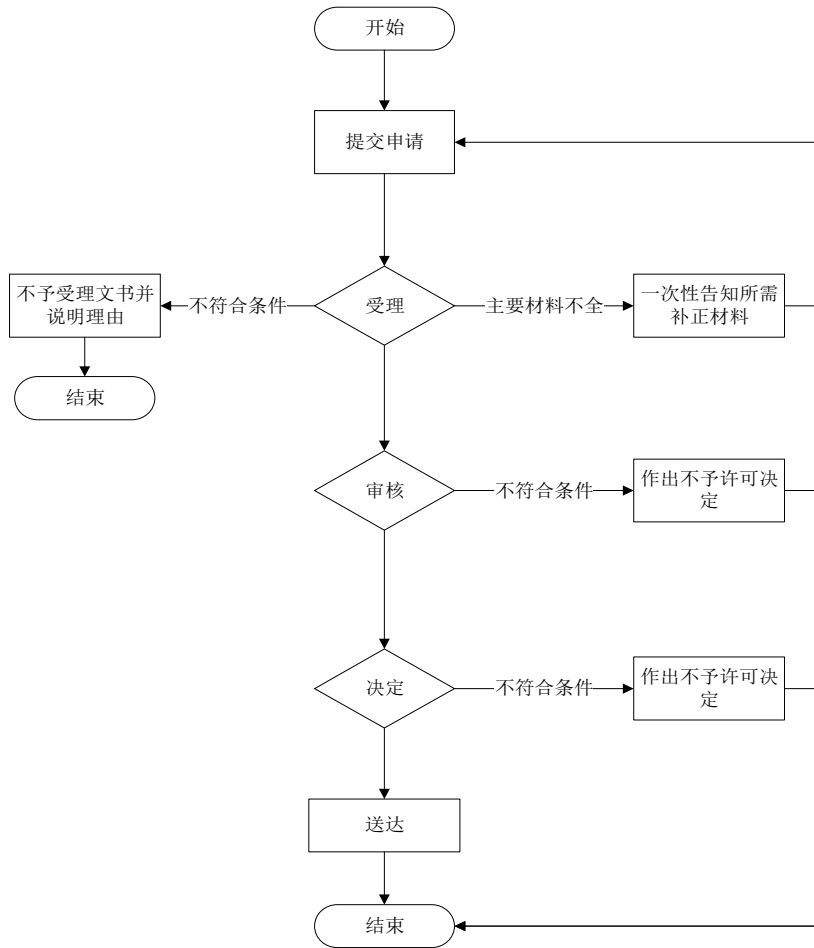 开始
提交申请
不予受理文书并
说明理由
不符合条件
受理
主要材料不全
一次性告知所需
补正材料
结束
审核
不符合条件
作出不予许可决
定
决定
不符合条件
作出不予许可决
定
送达
结束